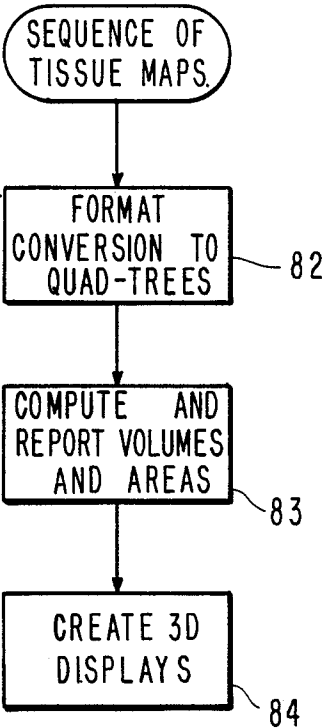 SEQUENCE OF
TISSUE MAPS.
FORMAT
CONVERSION TO
QUAD-TREES
82
COMPUTE AND
REPORT VOLUMES
AND AREAS
83
CREATE 3D
DISPLAYS
84